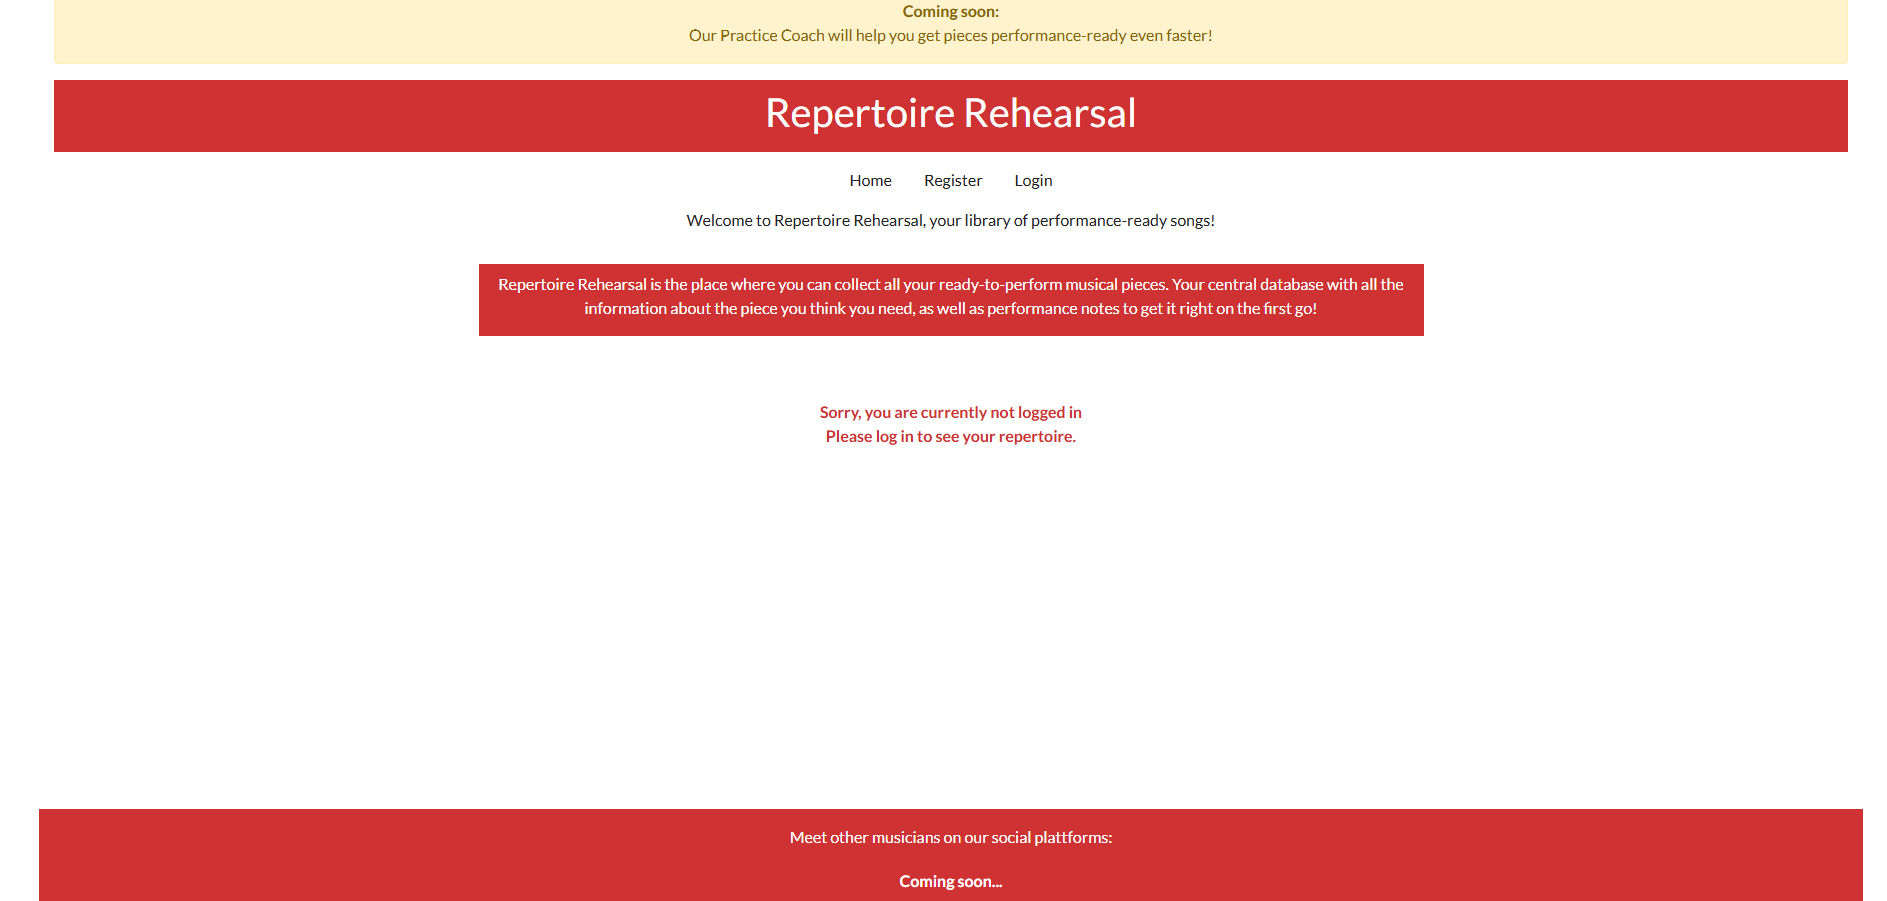 Coming soon:
Our Practice Coach will help you get pieces performance-ready even faster!
Repertoire Rehearsal
Home Register Login
Welcome to Repertoire Rehearsal, your library of performance-ready songs!
Repertoire Rehearsal is the place where you can collect all your ready-to-perform musical pieces. Your central database with all the
information about the piece you think you need, as well as performance notes to get it right on the first go!
Sorry, you are currently not logged in
Please log in to see your repertoire.
Meet other musicians on our social plattforms:
Coming soon...